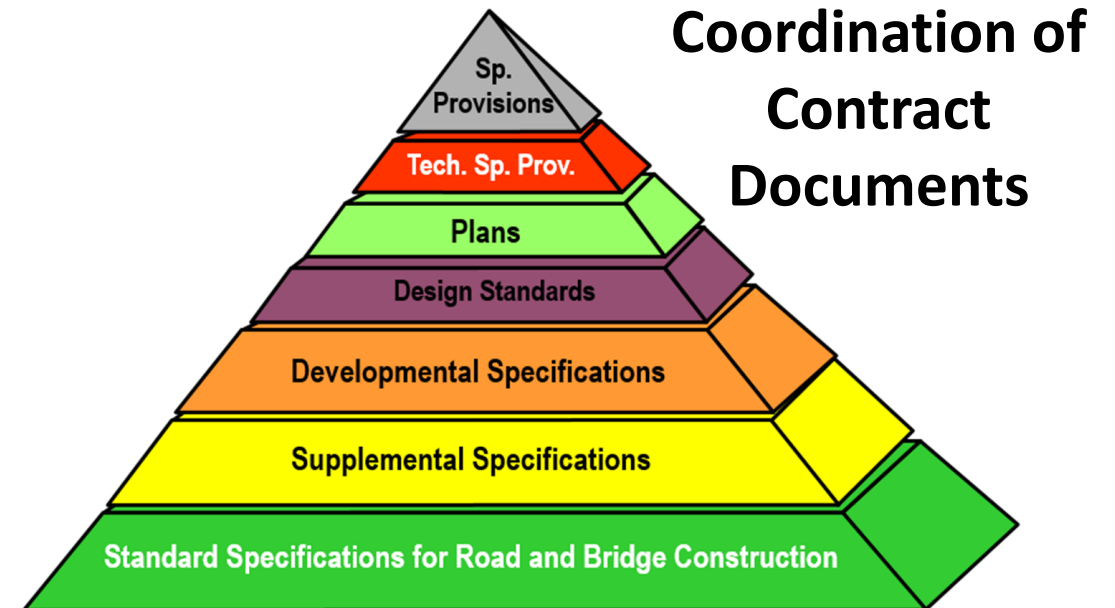 Coordination of
Contract
Documents
Sp.
Provisions
Tech. Sp. Prov.
Plans
Design Standards
Developmental Specifications
Supplemental Specifications
Standard Specifications for Road and Bridge Construction